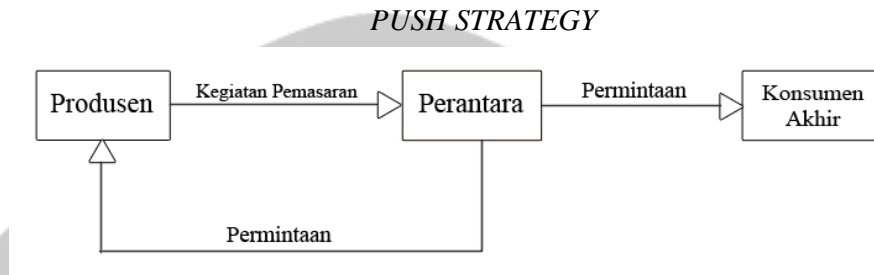 PUSH STRATEGY
Produsen
Kegiatan Pemasaran
Perantara
Permintaan
Konsumen
Akhir
Permintaan